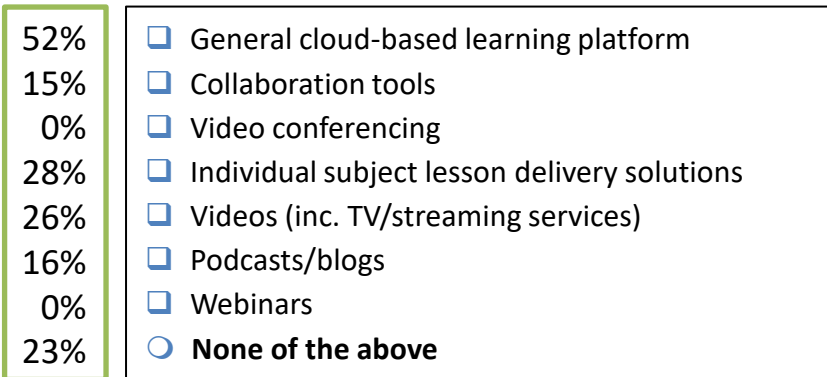 52% General cloud-based learning platform
15% Collaboration tools
0% Video conferencing
28% Individual subject lesson delivery solutions
26% Videos (inc. TV/streaming services)
16% Podcasts/blogs
0% Webinars
23% None of the above